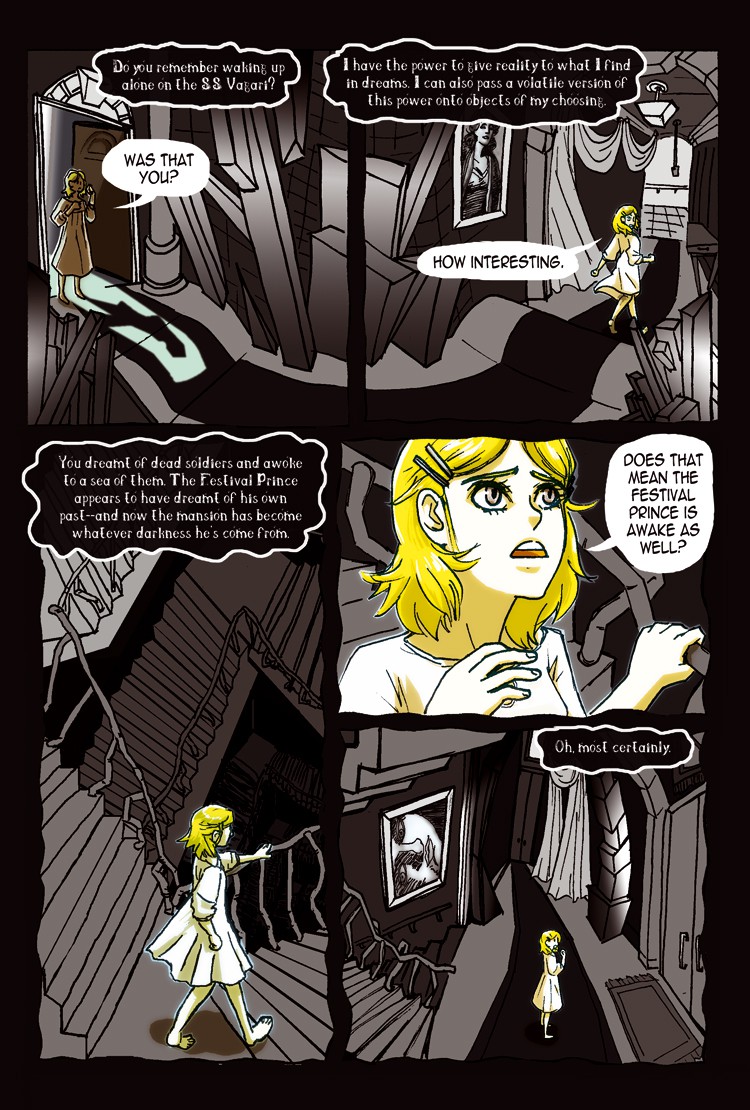 Do you remember waking up
alone on the SS Vagari?
WAS THAT
YOU?
I have the power to give reality to what I find
in dreams. I can also pass a volatile version of
this power onto objects of my choosing.
HOW INTERESTING.
You dreamt of dead soldiers and awoke
to a sea of them. The Festival Prince
appears to have dreamt of his own
past--and now the mansion has become
whatever darkness he's come from.
DOES THAT
MEAN THE
FESTIVAL
PRINCE IS
AWAKE AS
WELL?
Oh, most certainly.